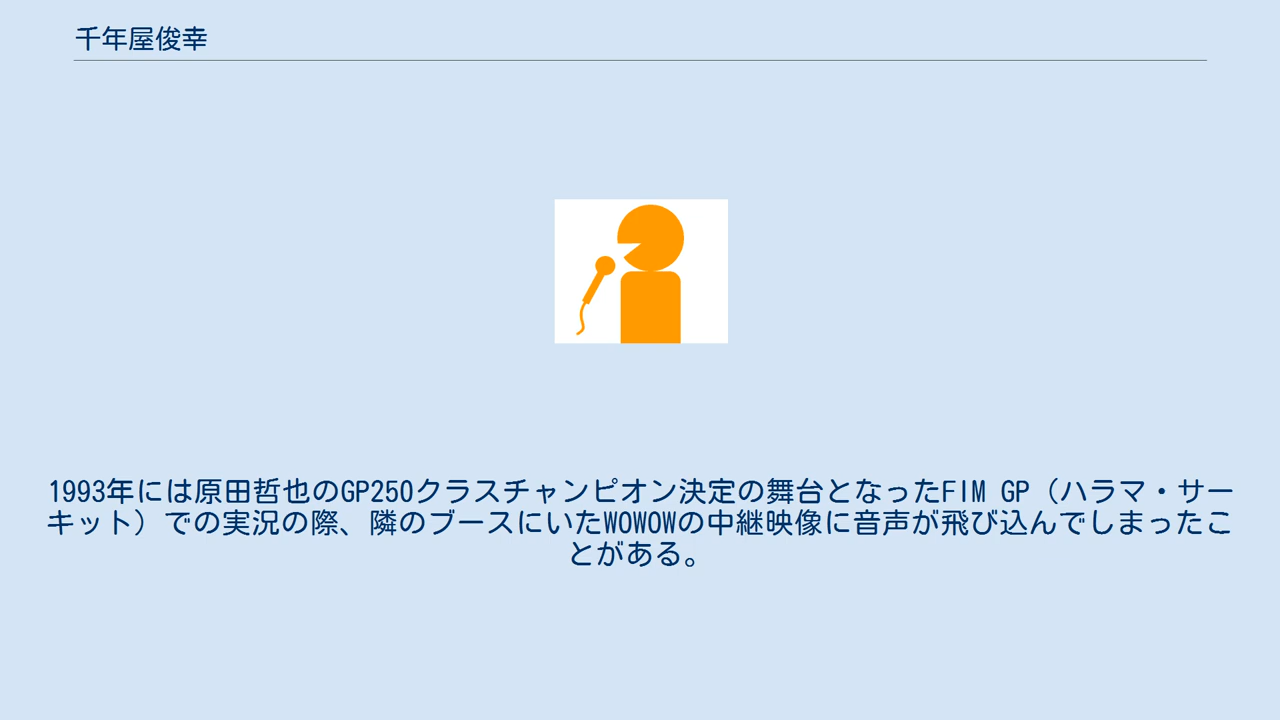 千年屋俊幸
1993年には原田哲也のGP250クラスチャンピオン決定の舞台となったFIM GP（ハラマ・サー
キット）での実況の際、隣のブースにいたWOWOWの中継映像に音声が飛び込んでしまったこ
とがある。